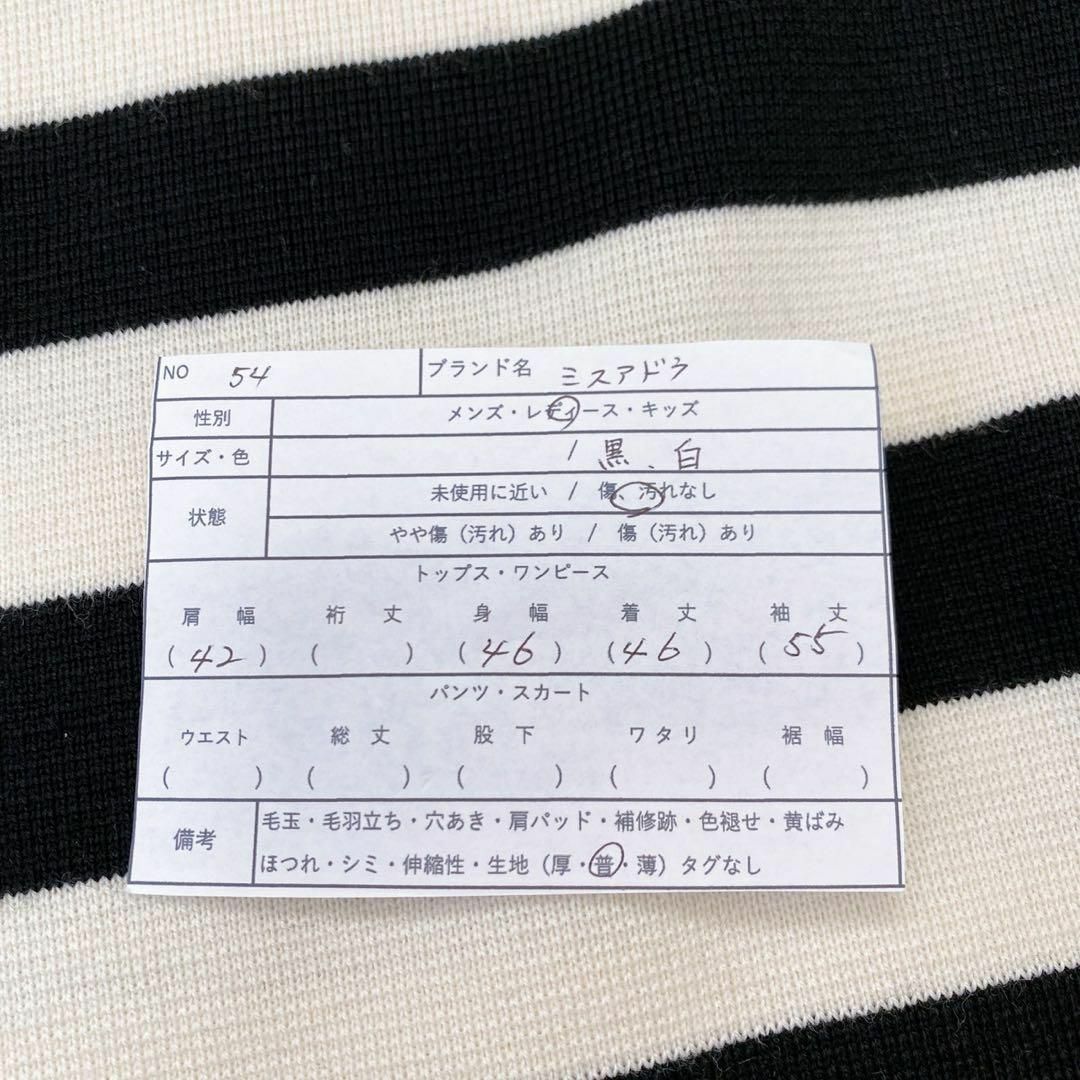 NO 54 ブランド名 ミスアドウ
性別 メンズ・レディース・キッズ
サイズ・色 / 黒、白
状態 未使用に近い / 傷、汚れなし
やや傷（汚れ）あり / 傷（汚れ）あり
トップス・ワンピース
肩幅 裄丈 身幅 着丈 袖丈
(42) ( ) (46) (46) (55)
パンツ・スカート
ウエスト 総丈 股下 ワタリ 裾幅
( ) ( ) ( ) ( ) ( )
備考 毛玉・毛羽立ち・穴あき・肩パッド・補修跡・色褪せ・黄ばみ
ほつれ・シミ・伸縮性・生地（厚・普・薄）タグなし